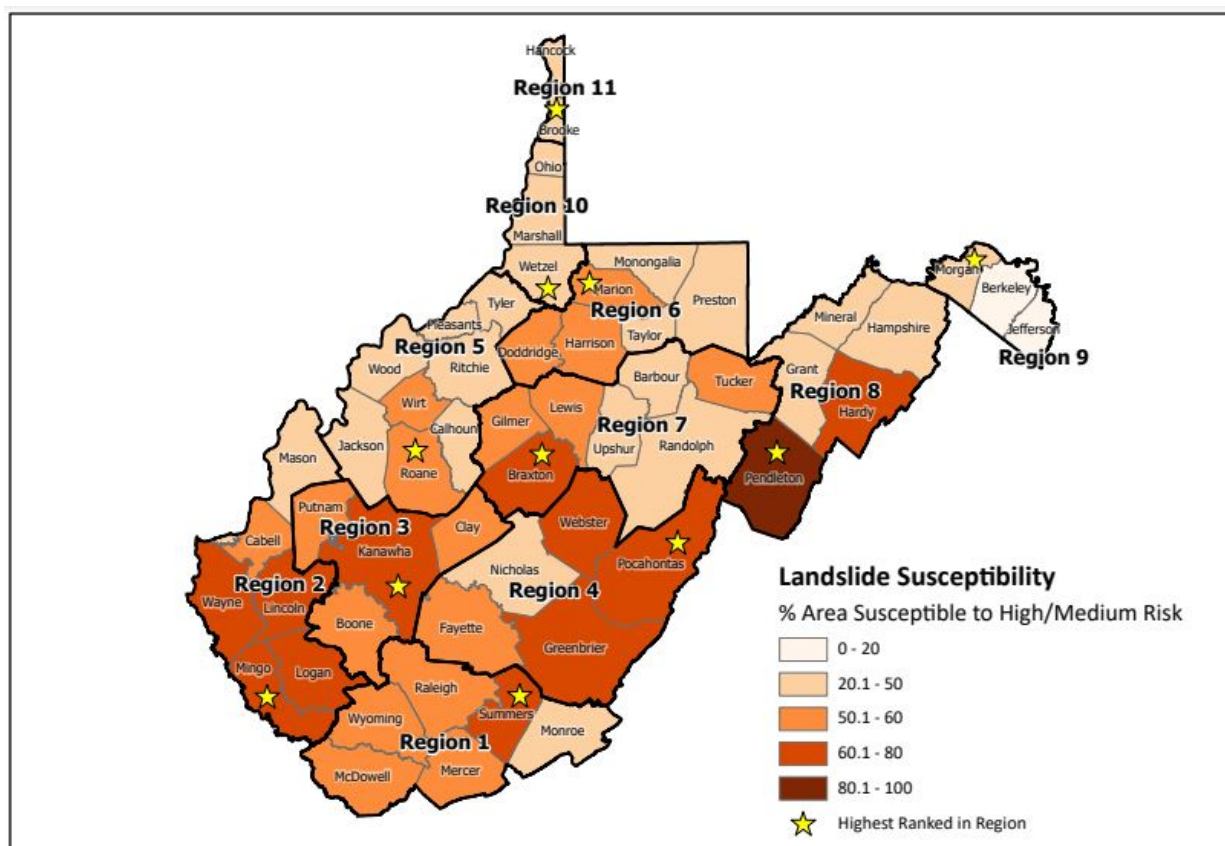 Hancock
Region 11
Brooke
Ohio
Region 10
Marshall
Wetzel
Monongalia
Morgan
Berkeley
Marion
Tyler
Preston
Region 6
Mineral
Jefferson
Pleasants
Hampshire
Taylor
Region 5
Harrison
Doddridge
Region 9
Wood
Ritchie
Grant
Barbour
Tucker
Region 8
Wirt
Lewis
Hardy
Gilmer
Calhoun
Region 7
Jackson
Randolph
Upshur
Mason
Roane
Braxton
Pendleton
Putnam
Region 3
Clay
Webster
Cabell
Kanawha
Pocahontas
Nicholas
Region 2
Region 4
Wayne
Lincoln
Boone
Fayette
Greenbrier
Mingo
Logan
Raleigh
Summers
Wyoming
Monroe
Region 1
Mercer
McDowell
Landslide Susceptibility
% Area Susceptible to High/Medium Risk
0 - 20
20.1 - 50
50.1 - 60
60.1 - 80
80.1 - 100
Highest Ranked in Region